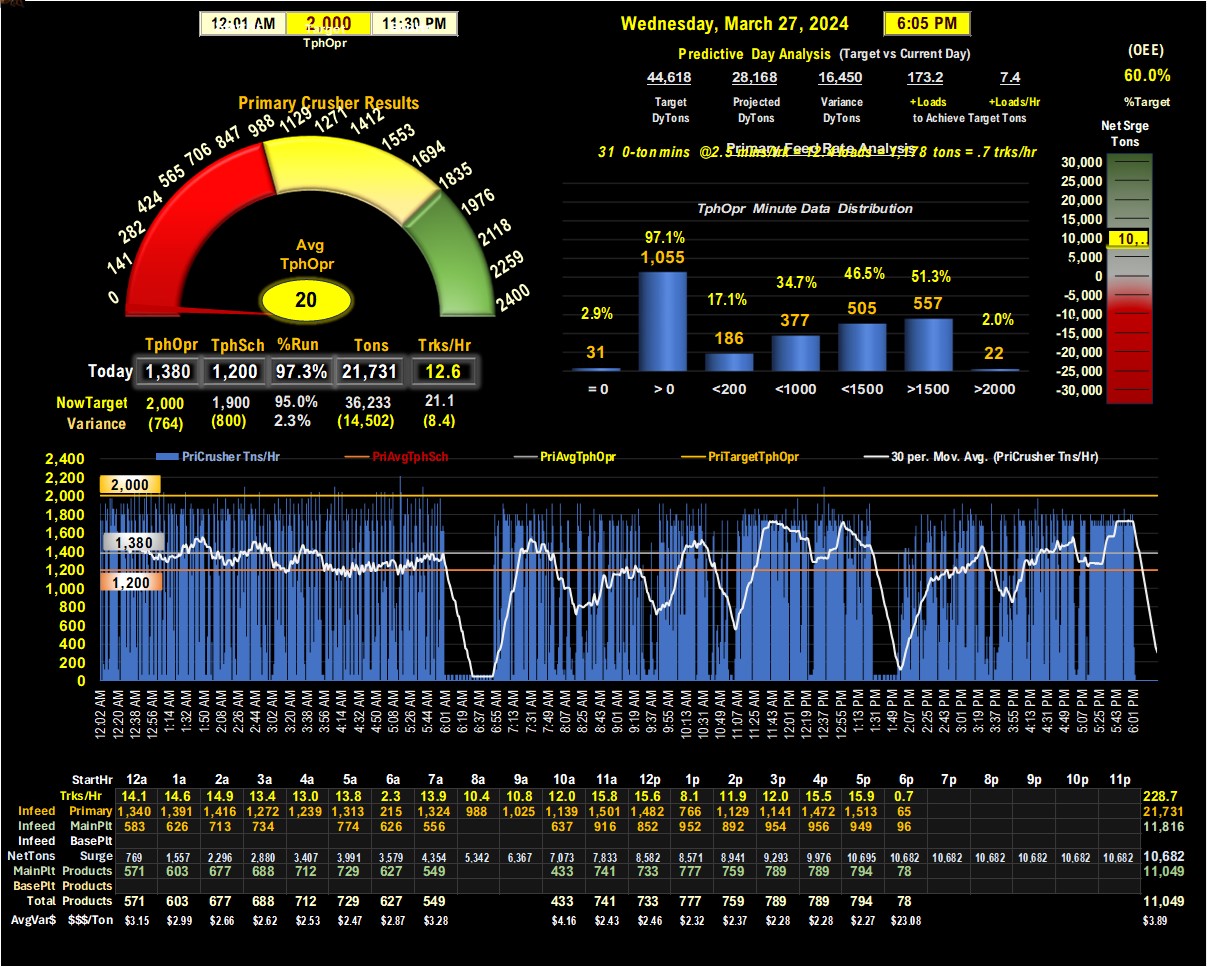 12:01 AM 2,000 11:30 PM
TphOpr
Wednesday, March 27, 2024 6:05 PM
Predictive Day Analysis (Target vs Current Day)
44,618 28,168 16,450 173.2 7.4
Target Projected Variance +Loads +Loads/Hr
DyTons DyTons DyTons to Achieve Target Tons
(OEE)
60.0%
%Target
Primary Crusher Results
0 141 282 424 565 706 847 988 1129 1271 1412 1553 1694 1835 1976 2118 2259 2400
Avg
TphOpr
20
Primary Feed Rate Analysis
31 0-ton mins @2.5 mins/trk = 12.4 loads = 1,178 tons = .7 trks/hr
TphOpr Minute Data Distribution
2.9% 97.1% 17.1% 34.7% 46.5% 51.3% 2.0%
31 1,055 186 377 505 557 22
= 0 > 0 <200 <1000 <1500 >1500 >2000
Net Srge
Tons
30,000
25,000
20,000
15,000
10,000 10,..
5,000
0
-5,000
-10,000
-15,000
-20,000
-25,000
-30,000
TphOpr TphSch %Run Tons Trks/Hr
Today 1,380 1,200 97.3% 21,731 12.6
NowTarget 2,000 1,900 95.0% 36,233 21.1
Variance (764) (800) 2.3% (14,502) (8.4)
PriCrusher Tns/Hr PriAvgTphSch PriAvgTphOpr PriTargetTphOpr 30 per. Mov. Avg. (PriCrusher Tns/Hr)
2,400
2,200
2,000 2,000
1,800
1,600
1,400 1,380
1,200 1,200
1,000
800
600
400
200
0
12:02 AM 12:20 AM 12:38 AM 12:56 AM 1:14 AM 1:32 AM 1:50 AM 2:08 AM 2:26 AM 2:44 AM 3:02 AM 3:20 AM 3:38 AM 3:56 AM 4:14 AM 4:32 AM 4:50 AM 5:08 AM 5:26 AM 5:44 AM 6:01 AM 6:19 AM 6:37 AM 6:55 AM 7:13 AM 7:31 AM 7:49 AM 8:07 AM 8:25 AM 8:43 AM 9:01 AM 9:19 AM 9:37 AM 9:55 AM 10:13 AM 10:31 AM 10:49 AM 11:07 AM 11:25 AM 11:43 AM 12:01 PM 12:19 PM 12:37 PM 12:55 PM 1:13 PM 1:31 PM 1:49 PM 2:07 PM 2:25 PM 2:43 PM 3:01 PM 3:19 PM 3:37 PM 3:55 PM 4:13 PM 4:31 PM 4:49 PM 5:07 PM 5:25 PM 5:43 PM 6:01 PM
StartHr 12a 1a 2a 3a 4a 5a 6a 7a 8a 9a 10a 11a 12p 1p 2p 3p 4p 5p 6p 7p 8p 9p 10p 11p
Trks/Hr 14.1 14.6 14.9 13.4 13.0 13.8 2.3 13.9 10.4 10.8 12.0 15.8 15.6 8.1 11.9 12.0 15.5 15.9 0.7 228.7
Infeed Primary 1,340 1,391 1,416 1,272 1,239 1,313 215 1,324 988 1,025 1,139 1,501 1,482 766 1,129 1,141 1,472 1,513 65 21,731
Infeed MainPlt 583 626 713 734 774 626 556 637 916 852 952 892 954 956 949 96 11,816
Infeed BasePlt
NetTons Surge 769 1,557 2,296 2,880 3,407 3,991 3,579 4,354 5,342 6,367 7,073 7,833 8,582 8,571 8,941 9,293 9,976 10,695 10,682 10,682 10,682 10,682 10,682 10,682 10,682
MainPlt Products 571 603 677 688 712 729 627 549 433 741 733 777 759 789 789 794 78 11,049
BasePlt Products
Total Products 571 603 677 688 712 729 627 549 433 741 733 777 759 789 789 794 78 11,049
AvgVar$ $$$/Ton $3.15 $2.99 $2.66 $2.62 $2.53 $2.47 $2.87 $3.28 $4.16 $2.43 $2.46 $2.32 $2.37 $2.28 $2.28 $2.27 $23.08 $3.89